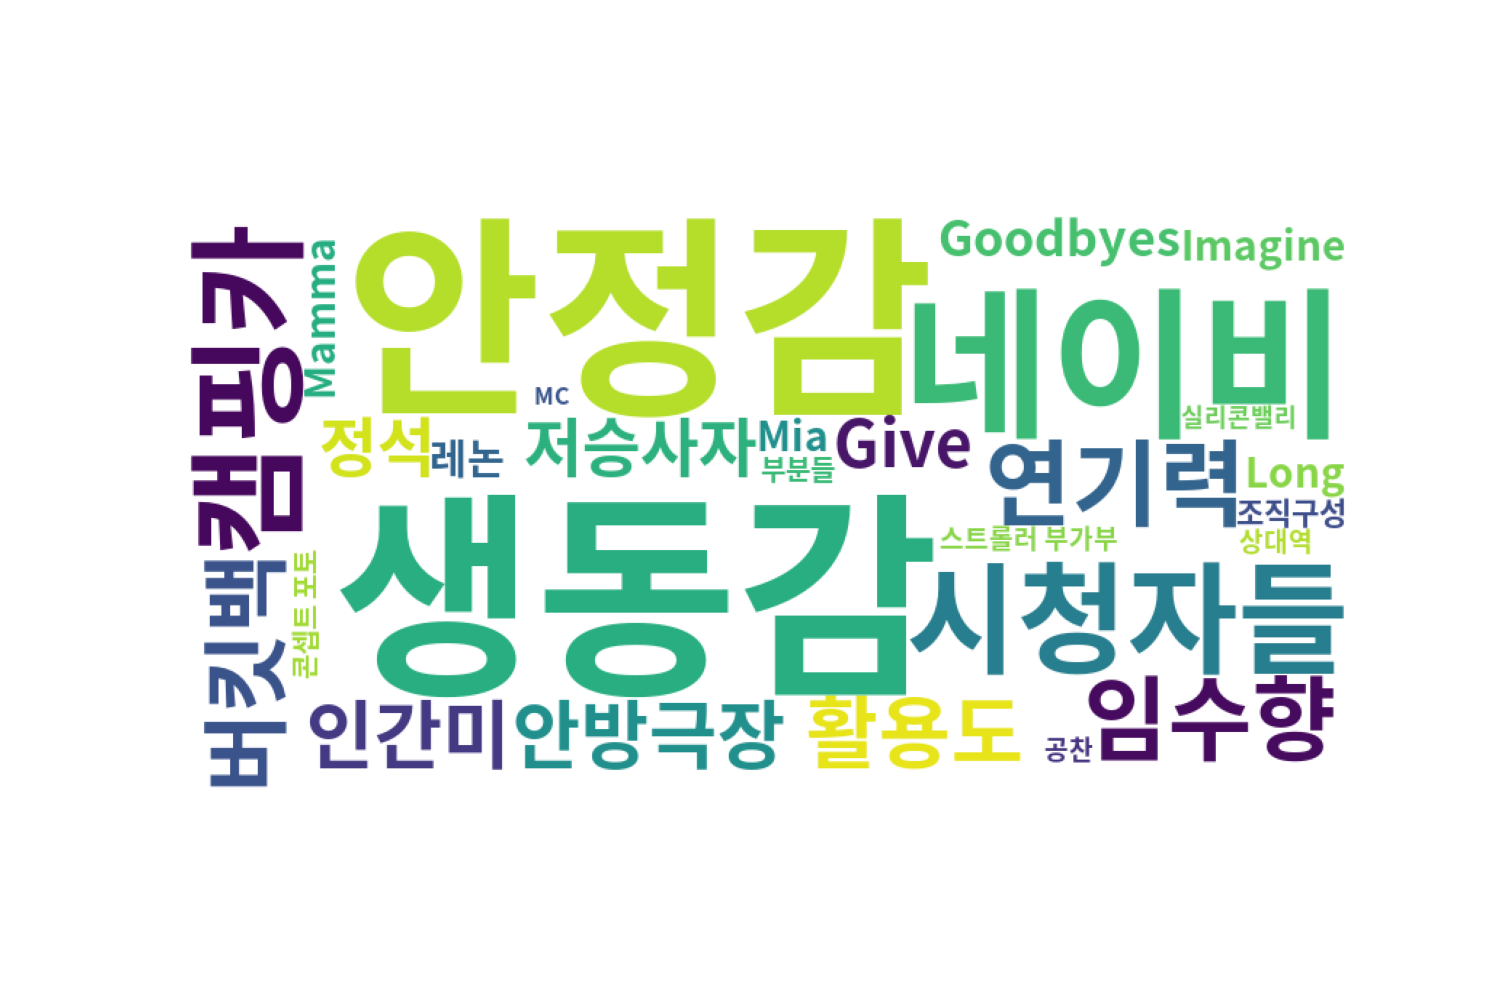 캠핑카
Mamma
안정감
Goodbyes
Imagine
네이비
MC
실리콘밸리
정석
레논
저승사자
Mia
부분들
Give
연기력
Long
조직구성
생동감
스트롤러 부가부
상대역
버킷백
콘셉트 포토
시청자들
인간미
안방극장
활용도
공찬
임수향